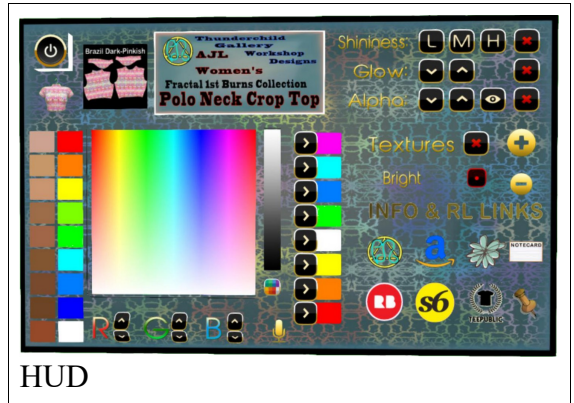 Brazil Dark-Pinkish
Thunderchild
Gallery
AJL Workshop
Designs
Women's
Fractal 1st Burns Collection
Polo Neck Crop Top
Shininess: L M H
Glow:
Alpha:
Textures
Bright
INFO & RL LINKS
NOTECARD
RB
s6
TEEPUBLIC
R G B
HUD